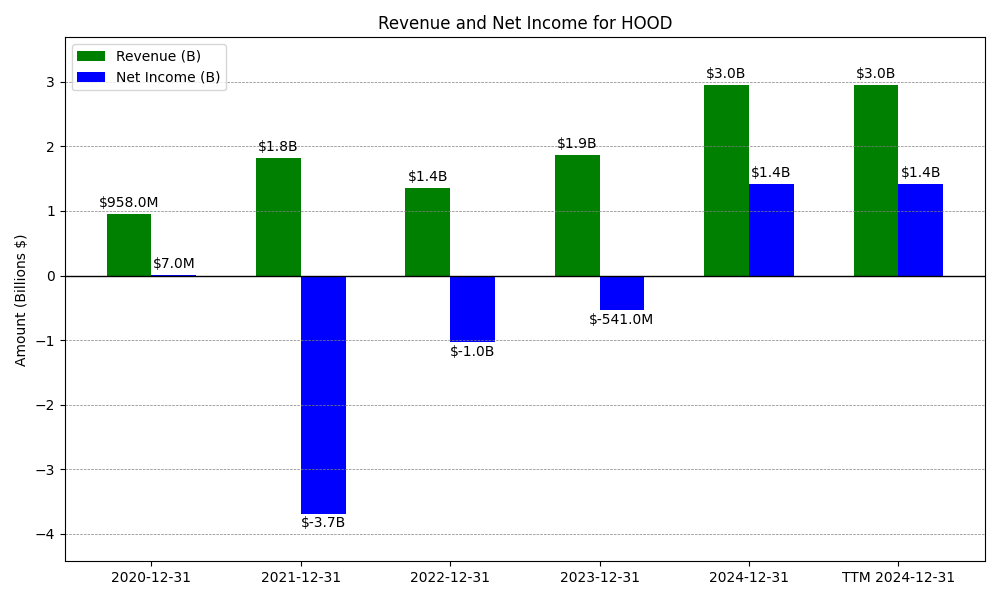 Revenue and Net Income for HOOD
Revenue (B)
Net Income (B)
Amount (Billions $)
3
2
1
0
−1
−2
−3
−4
$958.0M
$7.0M
$1.8B
$-3.7B
$1.4B
$-1.0B
$1.9B
$-541.0M
$3.0B
$1.4B
$3.0B
$1.4B
2020-12-31
2021-12-31
2022-12-31
2023-12-31
2024-12-31
TTM 2024-12-31